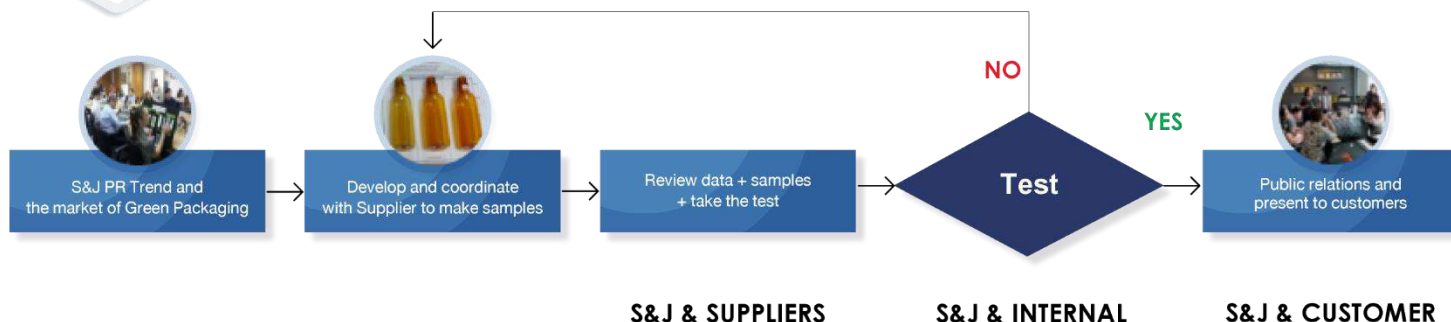 NO
YES
S&J PR Trend and
the market of Green Packaging
Develop and coordinate
with Supplier to make samples
Review data + samples
+ take the test
Test
Public relations and
present to customers
S&J & SUPPLIERS
S&J & INTERNAL
S&J & CUSTOMER